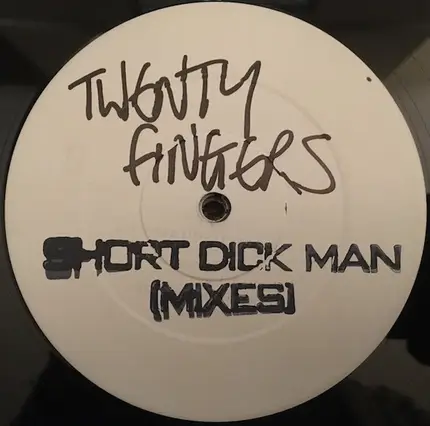 TWENTY
FINGERS
SHORT DICK MAN
(MIXES)